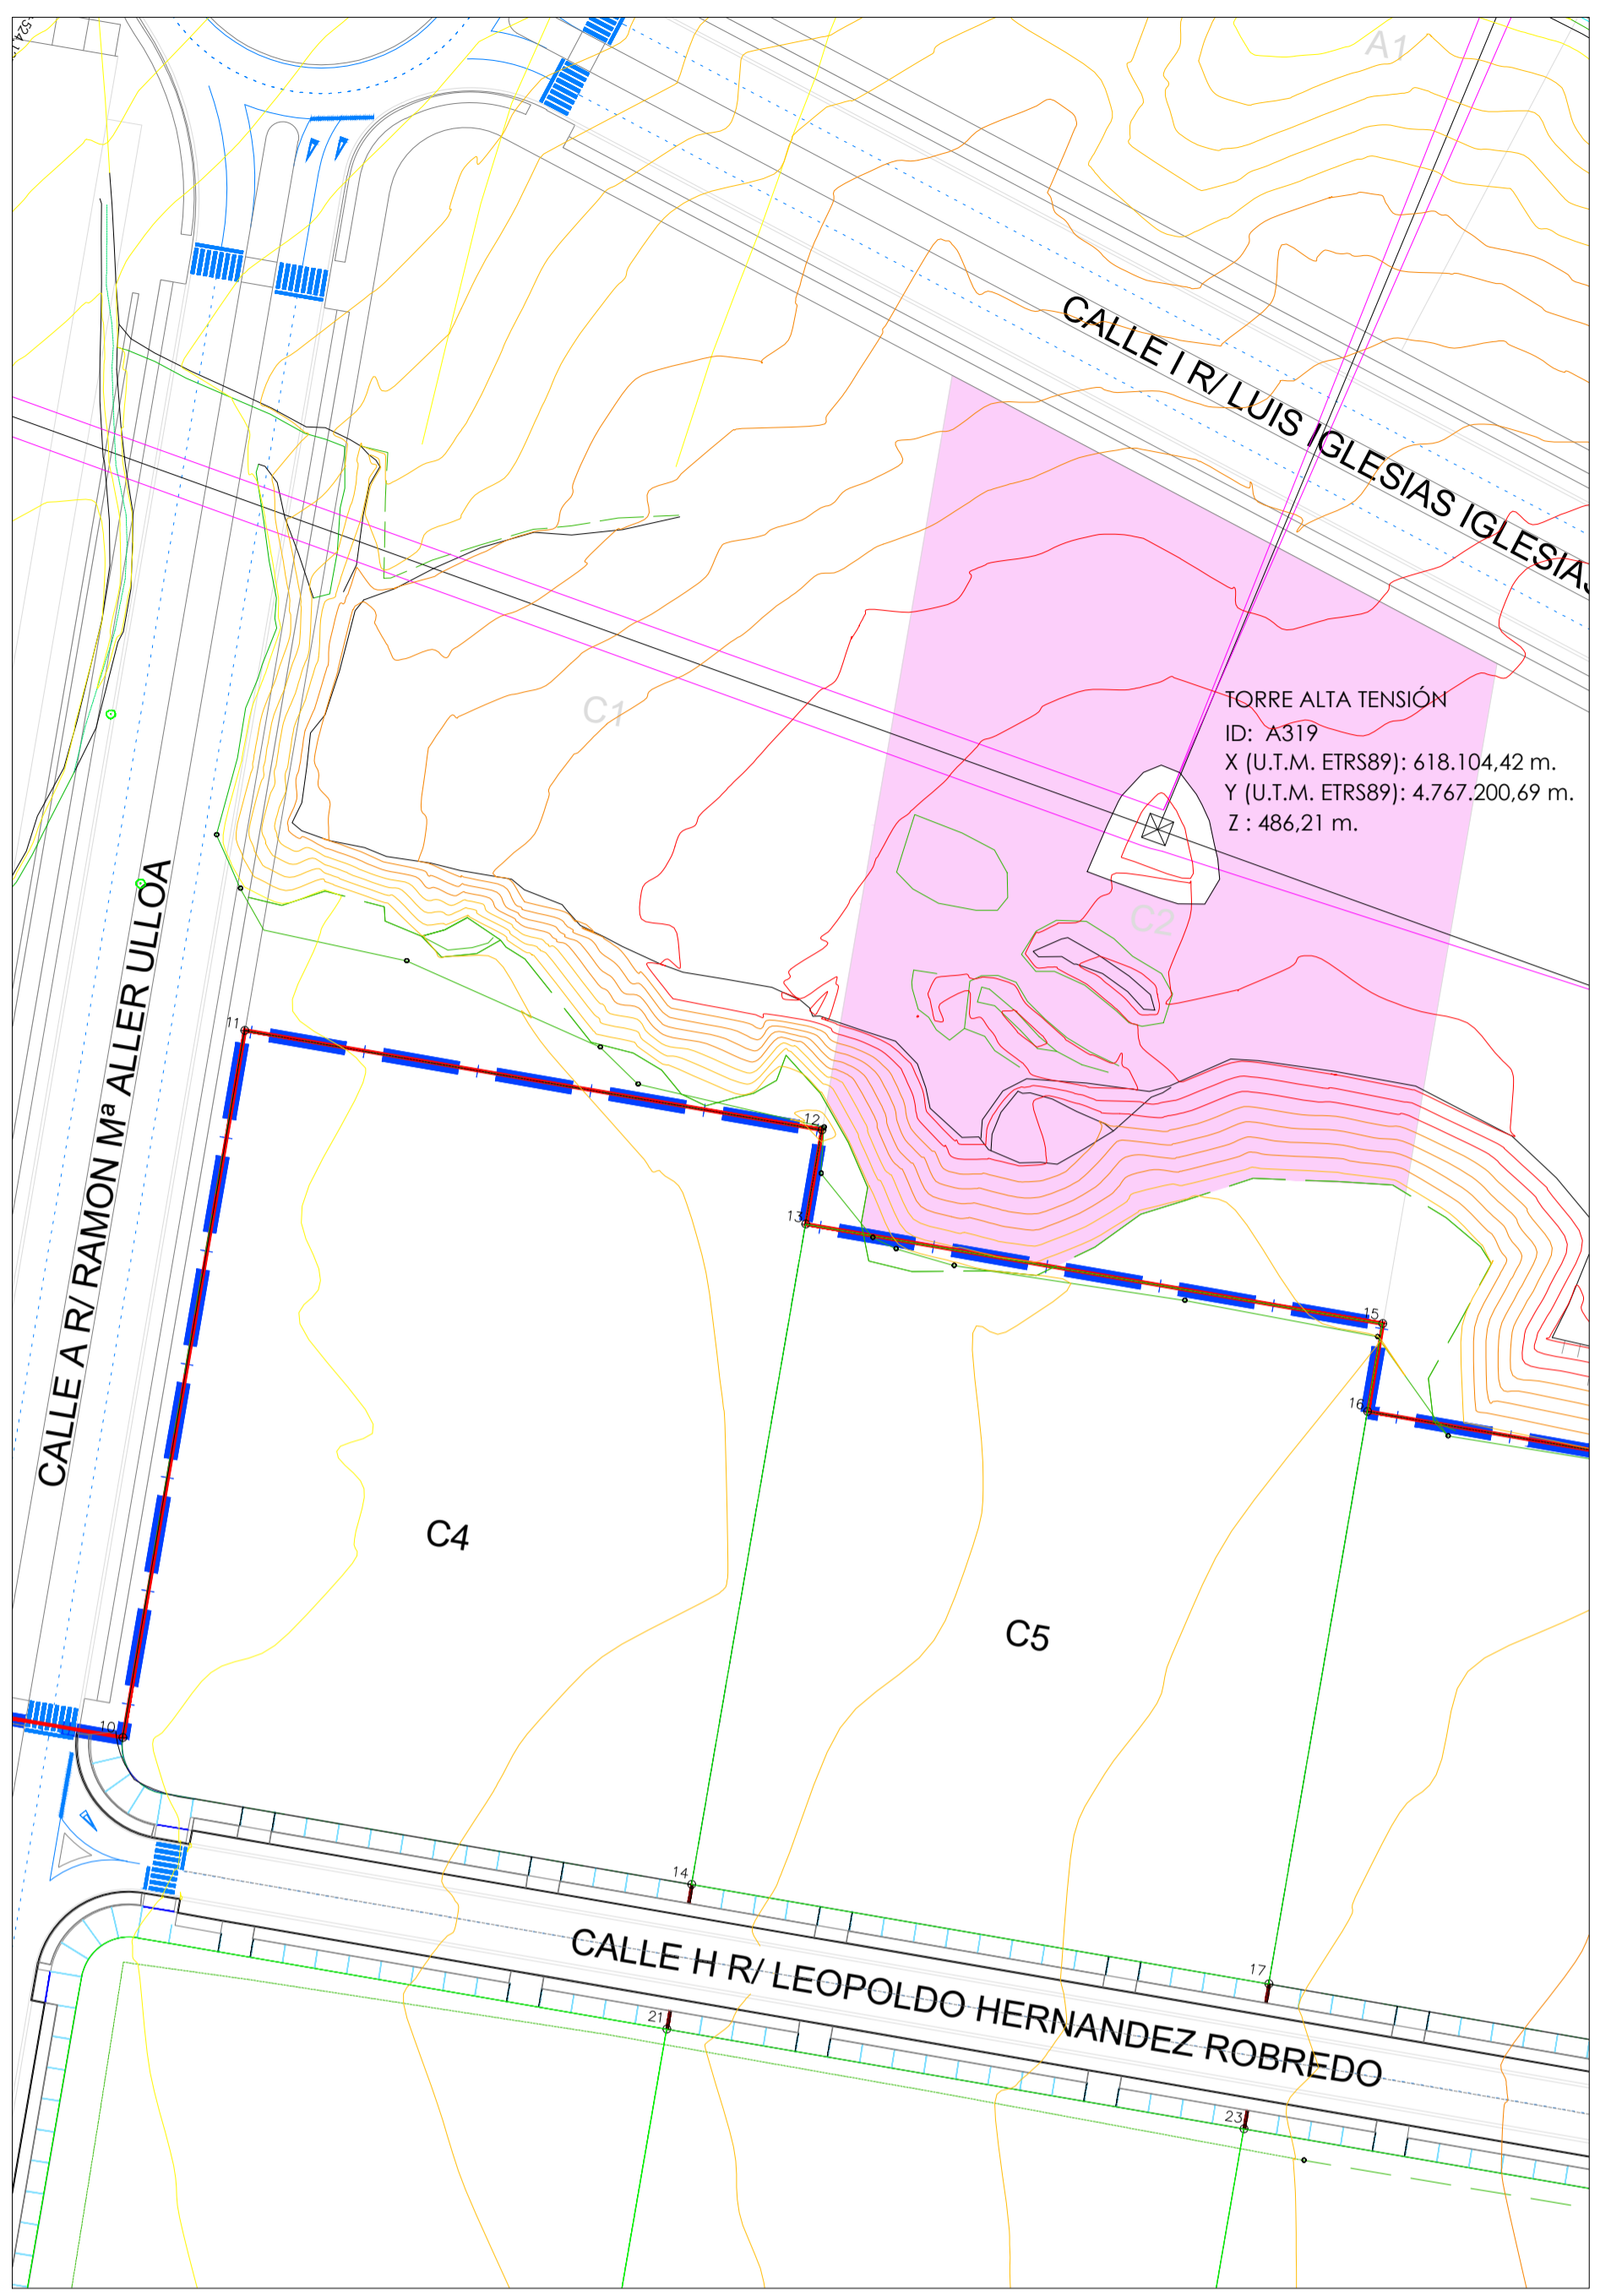 A1
CALLE I R/ LUIS IGLESIAS IGLESIAS
C1
TORRE ALTA TENSIÓN
ID: A319
X (U.T.M. ETRS89): 618.104,42 m.
Y (U.T.M. ETRS89): 4.767.200,69 m.
Z : 486,21 m.
C2
CALLE A R/ RAMON Mª ALLER ULLOA
11
12
13
15
16
C4
C5
10
14
17
CALLE H R/ LEOPOLDO HERNANDEZ ROBREDO
21
23